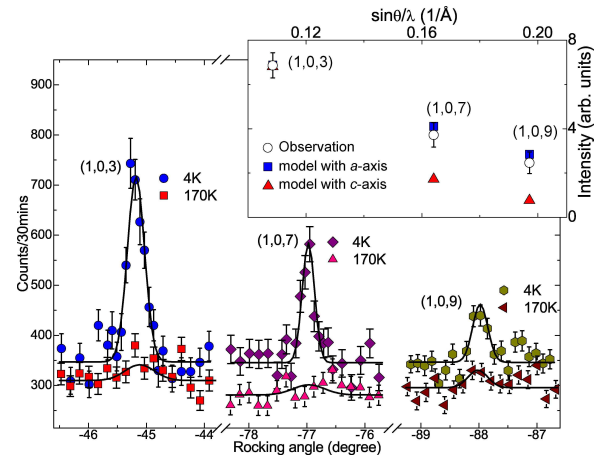 sinθ/λ (1/Å)
0.12 0.16 0.20
8
4
0
Intensity (arb. units)
(1,0,3)
(1,0,7)
(1,0,9)
Observation
model with a-axis
model with c-axis
900
800
700
600
500
400
300
Counts/30mins
(1,0,3)
4K
170K
(1,0,7)
4K
170K
(1,0,9)
4K
170K
-46 -45 -44 -78 -77 -76 -89 -88 -87
Rocking angle (degree)